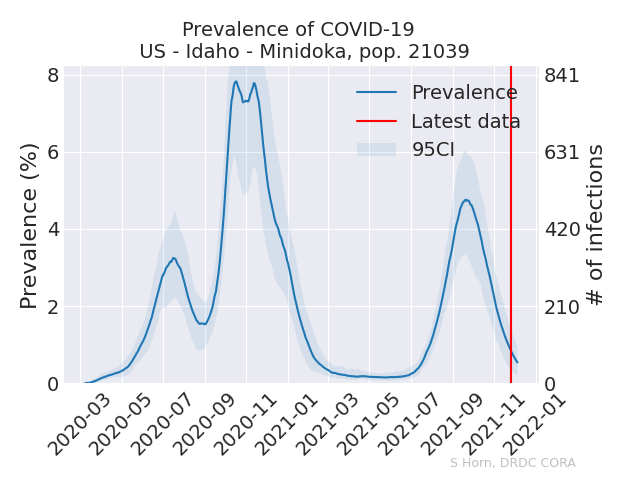 Prevalence of COVID-19
US - Idaho - Minidoka, pop. 21039
Prevalence (%)
8
6
4
2
0
841
631
420
210
0
# of infections
Prevalence
Latest data
95CI
2020-03
2020-05
2020-07
2020-09
2020-11
2021-01
2021-03
2021-05
2021-07
2021-09
2021-11
2022-01
S Horn, DRDC CORA